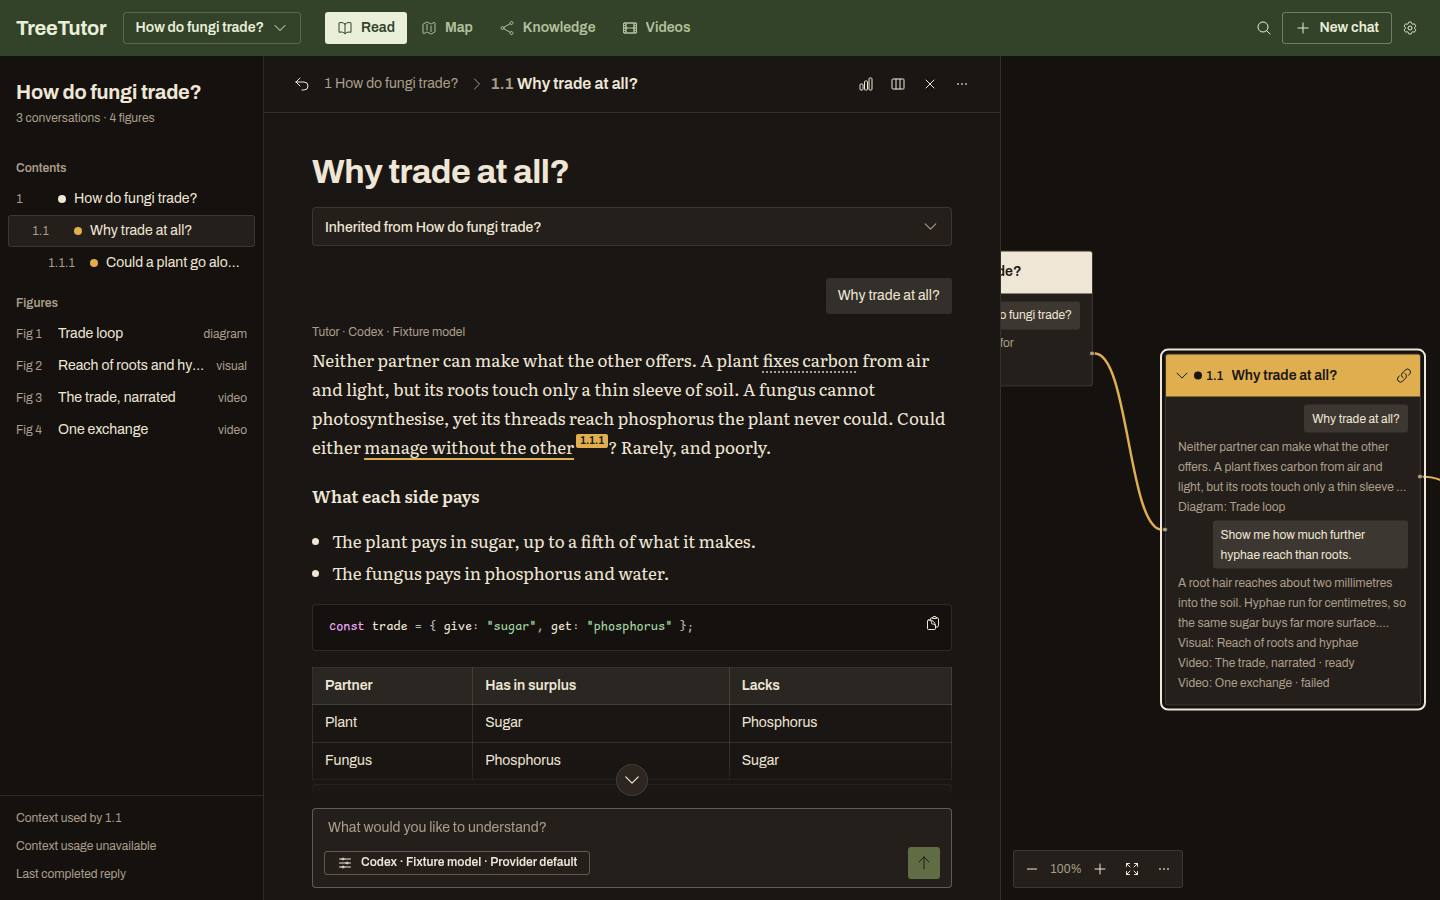 TreeTutor
How do fungi trade?
Read
Map
Knowledge
Videos
New chat
How do fungi trade?
3 conversations · 4 figures
Contents
1 How do fungi trade?
1.1 Why trade at all?
1.1.1 Could a plant go alo...
Figures
Fig 1 Trade loop diagram
Fig 2 Reach of roots and hy... visual
Fig 3 The trade, narrated video
Fig 4 One exchange video
Context used by 1.1
Context usage unavailable
Last completed reply
1 How do fungi trade? 1.1 Why trade at all?
Why trade at all?
Inherited from How do fungi trade?
Why trade at all?
Tutor · Codex · Fixture model
Neither partner can make what the other offers. A plant fixes carbon from air
and light, but its roots touch only a thin sleeve of soil. A fungus cannot
photosynthesise, yet its threads reach phosphorus the plant never could. Could
either manage without the other 1.1.1 ? Rarely, and poorly.
What each side pays
The plant pays in sugar, up to a fifth of what it makes.
The fungus pays in phosphorus and water.
const trade = { give: "sugar", get: "phosphorus" };
Partner Has in surplus Lacks
Plant Sugar Phosphorus
Fungus Phosphorus Sugar
What would you like to understand?
Codex · Fixture model · Provider default
de?
o fungi trade?
for
1.1 Why trade at all?
Why trade at all?
Neither partner can make what the other
offers. A plant fixes carbon from air and
light, but its roots touch only a thin sleeve ...
Diagram: Trade loop
Show me how much further
hyphae reach than roots.
A root hair reaches about two millimetres
into the soil. Hyphae run for centimetres, so
the same sugar buys far more surface....
Visual: Reach of roots and hyphae
Video: The trade, narrated · ready
Video: One exchange · failed
100%